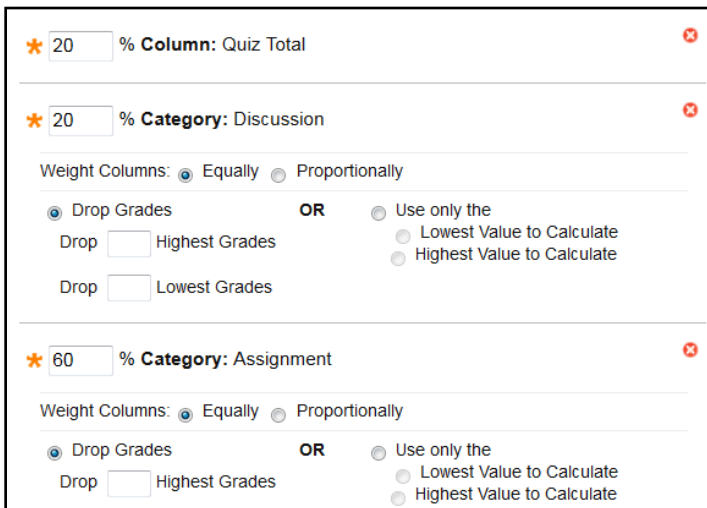 20 % Column: Quiz Total
20 % Category: Discussion
Weight Columns: Equally Proportionally
Drop Grades OR Use only the
Lowest Value to Calculate
Drop Highest Grades
Highest Value to Calculate
Drop Lowest Grades
60 % Category: Assignment
Weight Columns: Equally Proportionally
Drop Grades OR Use only the
Lowest Value to Calculate
Drop Highest Grades
Highest Value to Calculate